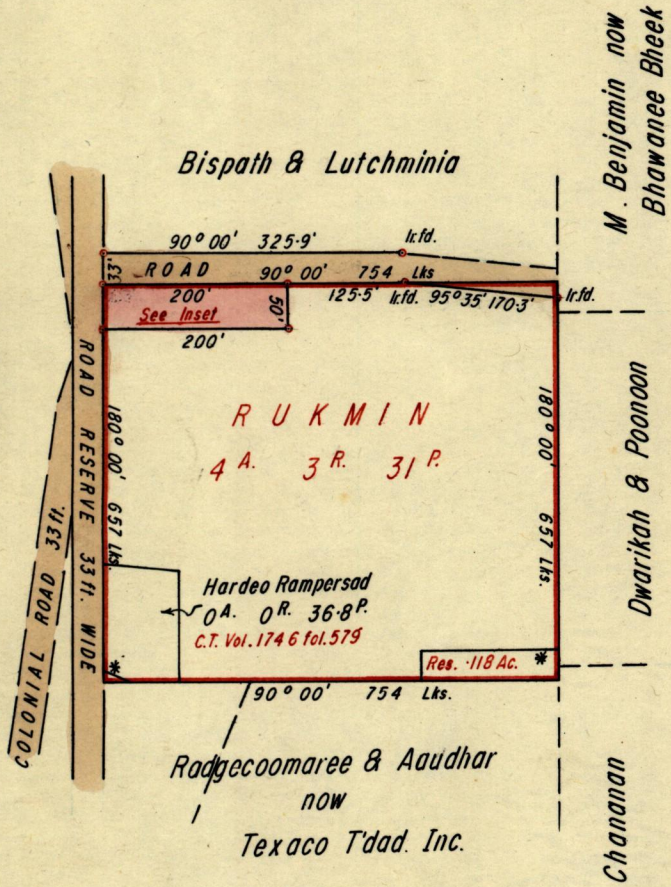 M. Benjamin now
Bhawanee Bheek
Bispath & Lutchminia
90° 00' 325·9' Ir.fd.
33'
ROAD 90° 00' 754 Lks
200' 125·5' Ir.fd. 95° 35' 170·3' Ir.fd.
See Inset 50'
200'
ROAD RESERVE 33 ft. WIDE
COLONIAL ROAD 33 ft.
180° 00' 657 Lks.
RUKMIN
4 A. 3 R. 31 P.
180° 00' 657 Lks.
Dwarikah & Poonoon
Hardeo Rampersad
0 A. 0 R. 36·8 P.
C.T. Vol. 1746 fol. 579
Res. ·118 Ac. *
*
90° 00' 754 Lks.
Radgecoomaree & Aaudhar
now
Texaco T'dad. Inc.
Chananan